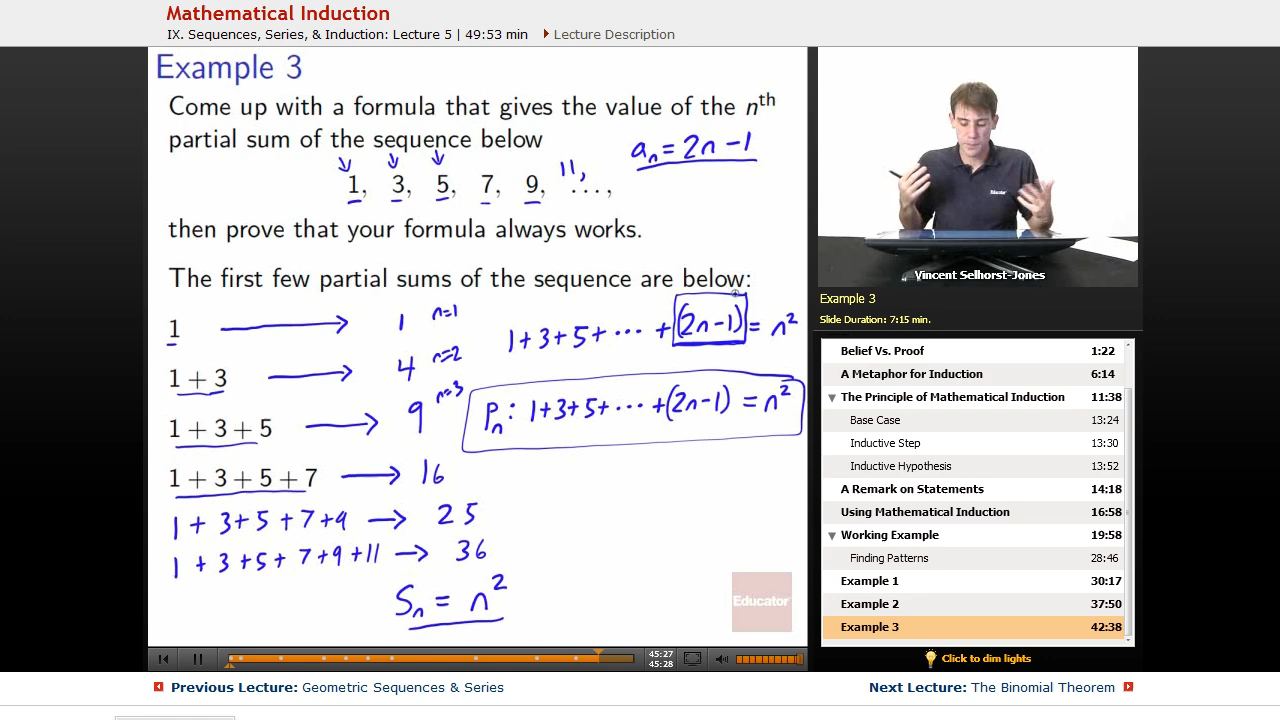 Mathematical Induction
IX. Sequences, Series, & Induction: Lecture 5 | 49:53 min Lecture Description
Example 3
Come up with a formula that gives the value of the nth
partial sum of the sequence below
aₙ = 2n - 1
1, 3, 5, 7, 9, 11, ...,
then prove that your formula always works.
The first few partial sums of the sequence are below:
1 → 1 n=1
1 + 3 → 4 n=2
1 + 3 + 5 → 9 n=3
1 + 3 + 5 + 7 → 16
1 + 3 + 5 + 7 + 9 → 25
1 + 3 + 5 + 7 + 9 + 11 → 36
Sₙ = n²
1 + 3 + 5 + ... + (2n-1) = n²
Pₙ: 1 + 3 + 5 + ... + (2n-1) = n²
Educator
Educator
Vincent Selhorst-Jones
Example 3
Slide Duration: 7:15 min.
Belief Vs. Proof 1:22
A Metaphor for Induction 6:14
The Principle of Mathematical Induction 11:38
Base Case 13:24
Inductive Step 13:30
Inductive Hypothesis 13:52
A Remark on Statements 14:18
Using Mathematical Induction 16:58
Working Example 19:58
Finding Patterns 28:46
Example 1 30:17
Example 2 37:50
Example 3 42:38
45:27
45:28
Click to dim lights
Previous Lecture: Geometric Sequences & Series
Next Lecture: The Binomial Theorem